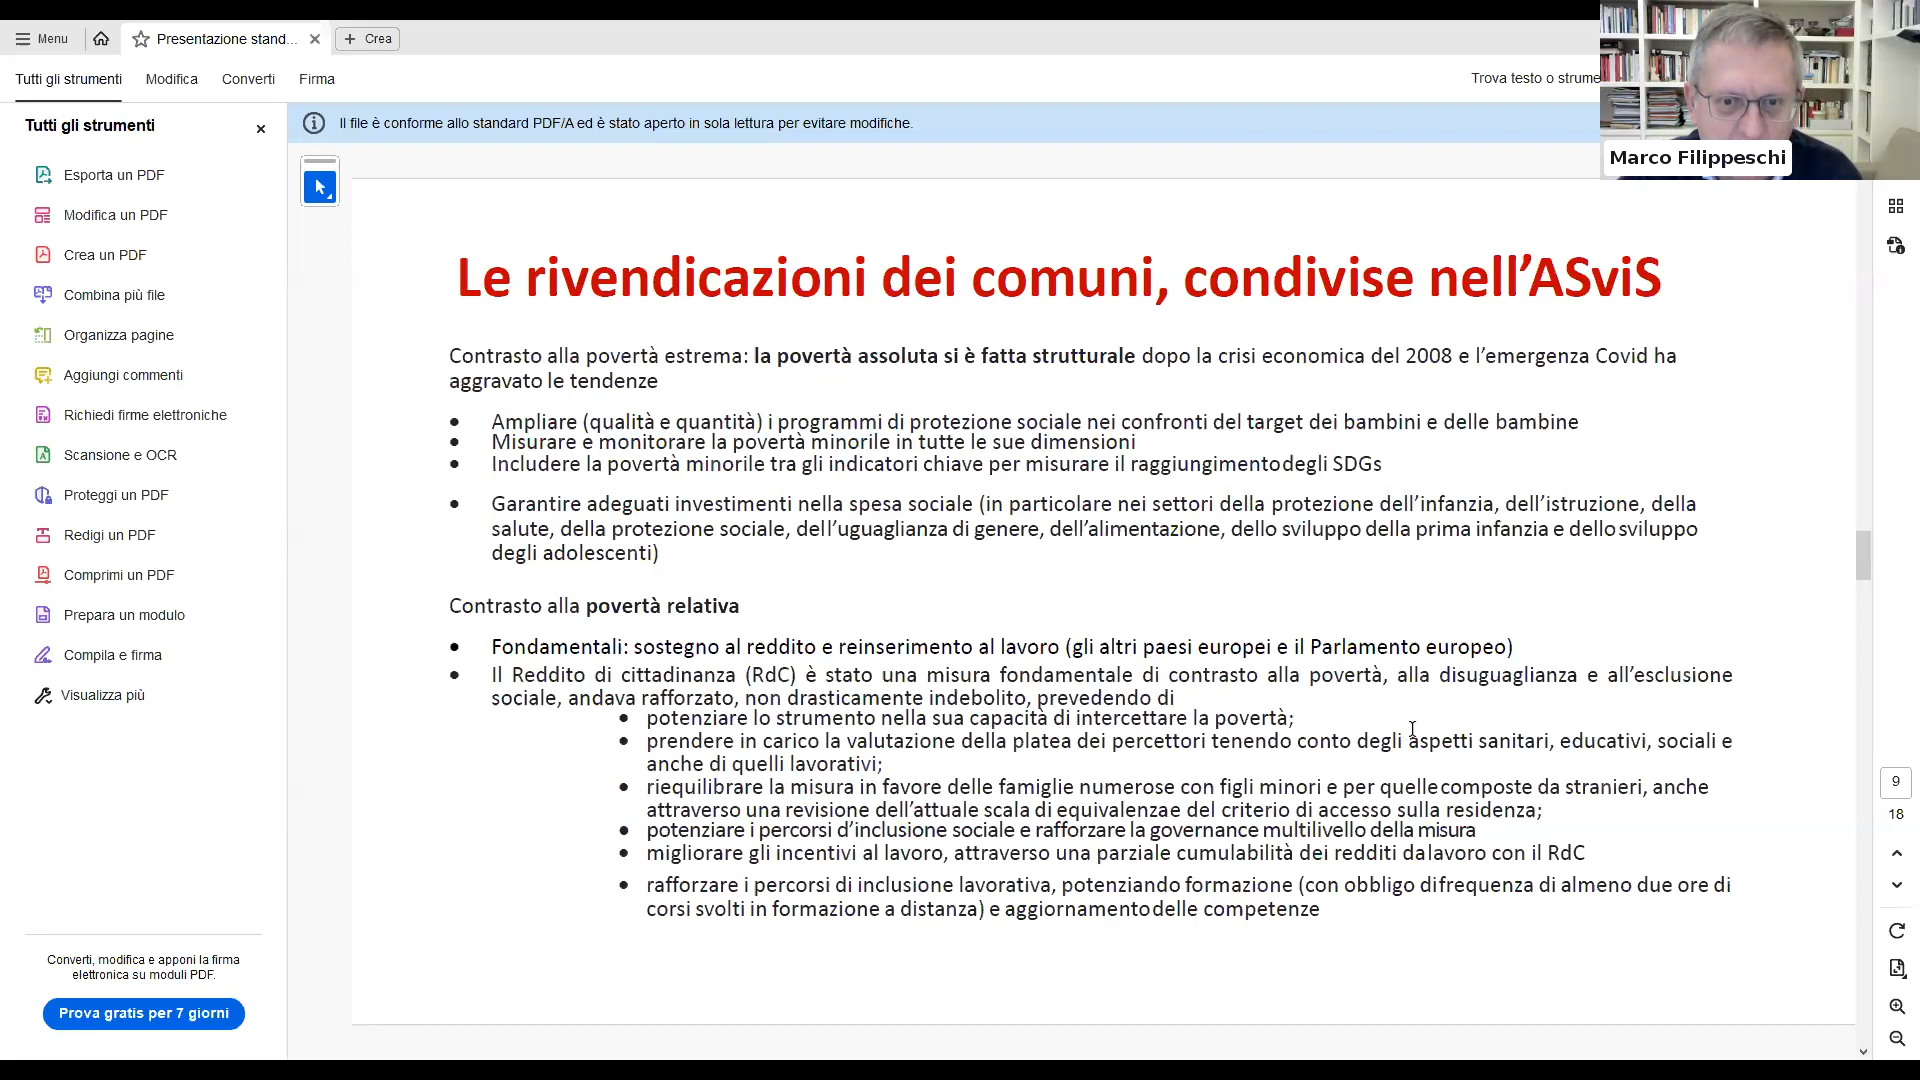 Menu
Presentazione stand...
Crea
Tutti gli strumenti
Modifica
Converti
Firma
Trova testo o strume
Tutti gli strumenti
Il file è conforme allo standard PDF/A ed è stato aperto in sola lettura per evitare modifiche.
Marco Filippeschi
Esporta un PDF
Modifica un PDF
Crea un PDF
Combina più file
Organizza pagine
Aggiungi commenti
Richiedi firme elettroniche
Scansione e OCR
Proteggi un PDF
Redigi un PDF
Comprimi un PDF
Prepara un modulo
Compila e firma
Visualizza più
Converti, modifica e apponi la firma
elettronica su moduli PDF.
Prova gratis per 7 giorni
Le rivendicazioni dei comuni, condivise nell’ASviS
Contrasto alla povertà estrema: la povertà assoluta si è fatta strutturale dopo la crisi economica del 2008 e l’emergenza Covid ha
aggravato le tendenze
• Ampliare (qualità e quantità) i programmi di protezione sociale nei confronti del target dei bambini e delle bambine
• Misurare e monitorare la povertà minorile in tutte le sue dimensioni
• Includere la povertà minorile tra gli indicatori chiave per misurare il raggiungimentodegli SDGs
• Garantire adeguati investimenti nella spesa sociale (in particolare nei settori della protezione dell’infanzia, dell’istruzione, della
salute, della protezione sociale, dell’uguaglianza di genere, dell’alimentazione, dello sviluppo della prima infanzia e dello sviluppo
degli adolescenti)
Contrasto alla povertà relativa
• Fondamentali: sostegno al reddito e reinserimento al lavoro (gli altri paesi europei e il Parlamento europeo)
• Il Reddito di cittadinanza (RdC) è stato una misura fondamentale di contrasto alla povertà, alla disuguaglianza e all’esclusione
sociale, andava rafforzato, non drasticamente indebolito, prevedendo di
• potenziare lo strumento nella sua capacità di intercettare la povertà;
• prendere in carico la valutazione della platea dei percettori tenendo conto degli aspetti sanitari, educativi, sociali e
anche di quelli lavorativi;
• riequilibrare la misura in favore delle famiglie numerose con figli minori e per quelle composte da stranieri, anche
attraverso una revisione dell’attuale scala di equivalenzae del criterio di accesso sulla residenza;
• potenziare i percorsi d’inclusione sociale e rafforzare la governance multilivello della misura
• migliorare gli incentivi al lavoro, attraverso una parziale cumulabilità dei redditi dalavoro con il RdC
• rafforzare i percorsi di inclusione lavorativa, potenziando formazione (con obbligo difrequenza di almeno due ore di
corsi svolti in formazione a distanza) e aggiornamentodelle competenze
9
18